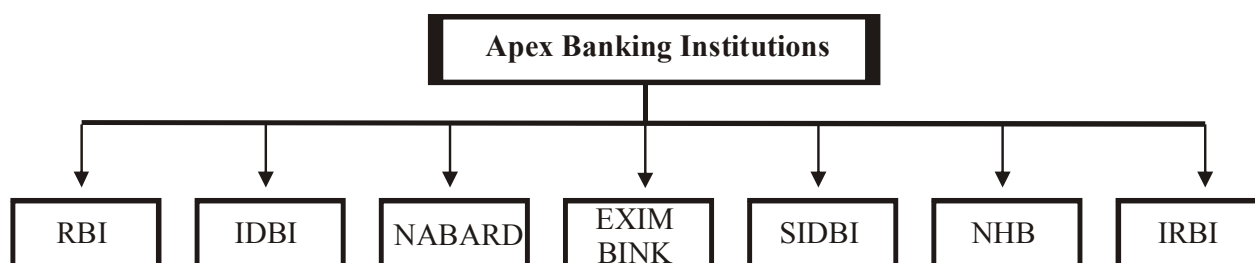 Apex Banking Institutions
RBI
IDBI
NABARD
EXIM
BINK
SIDBI
NHB
IRBI